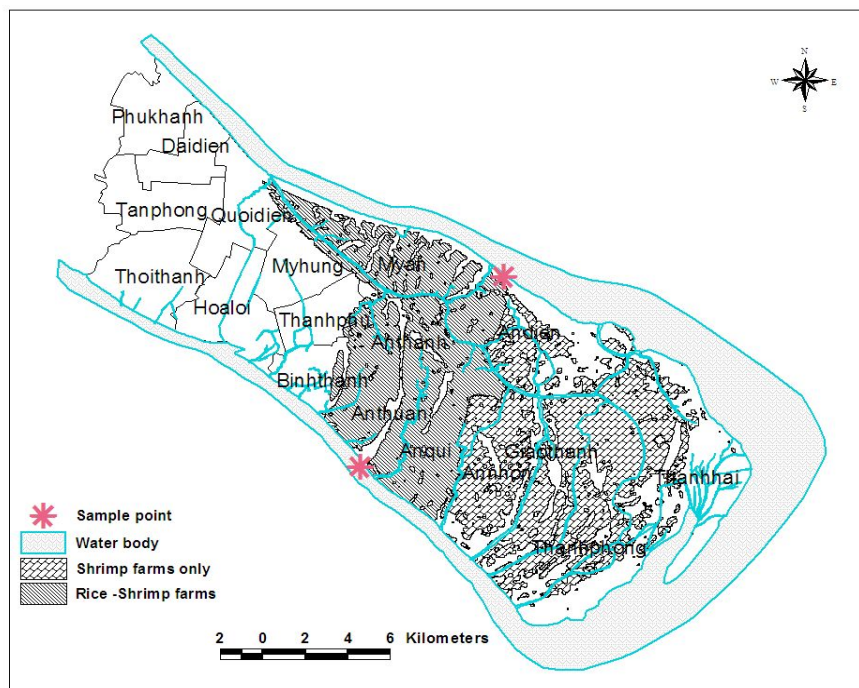 N
W E
S
Phukhanh
Daidien
Tanphong
Quoidien
Thoithanh
Myhung
Myan
Hoaloi
Thanhphu
Anthanh
Andien
Binhthanh
Anthuan
Anqui
Giaothanh
Annhon
Thanhhai
Thanhphong
Sample point
Water body
Shrimp farms only
Rice -Shrimp farms
2 0 2 4 6 Kilometers